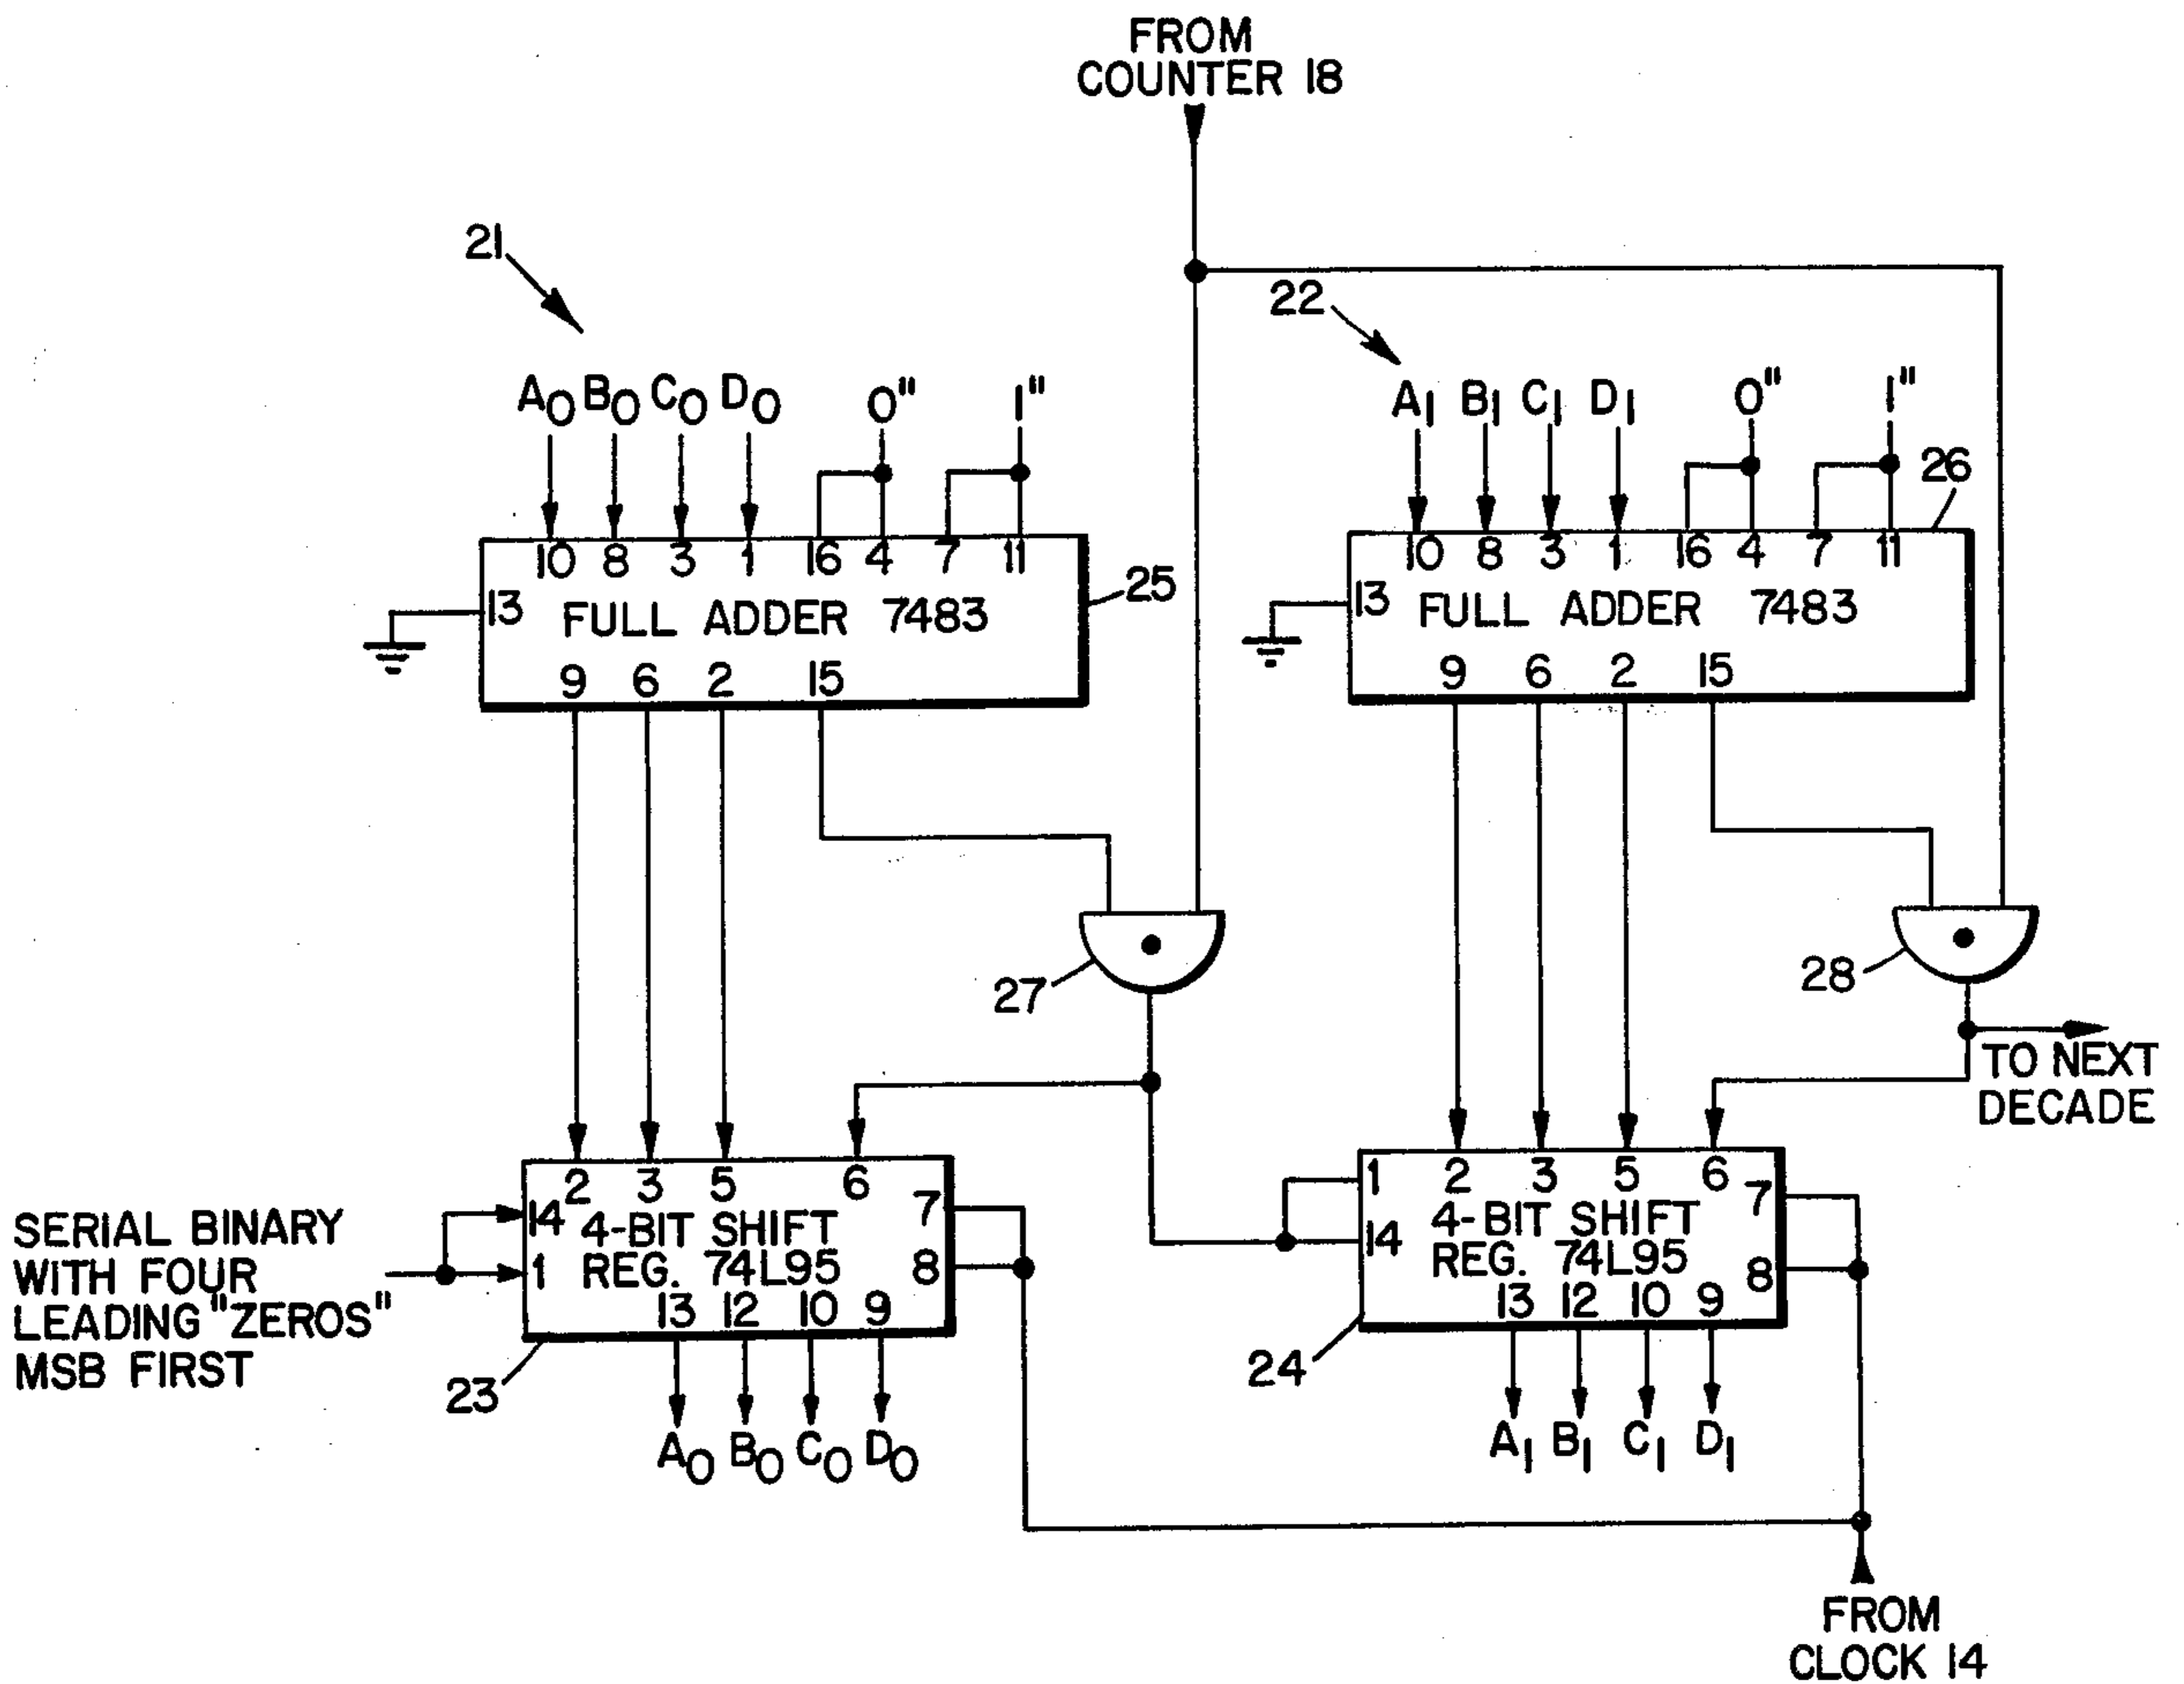 FROM
COUNTER 18
21
22
A0 B0 C0 D0 0" 1"
A1 B1 C1 D1 0" 1"
26
10 8 3 1 16 4 7 11
13 FULL ADDER 7483
9 6 2 15
25
10 8 3 1 16 4 7 11
13 FULL ADDER 7483
9 6 2 15
27
28
TO NEXT
DECADE
SERIAL BINARY
WITH FOUR
LEADING "ZEROS"
MSB FIRST
2 3 5 6
14 4-BIT SHIFT 7
1 REG. 74L95 8
13 12 10 9
23
A0 B0 C0 D0
1 2 3 5 6 7
14 4-BIT SHIFT
REG. 74L95 8
13 12 10 9
24
A1 B1 C1 D1
FROM
CLOCK 14